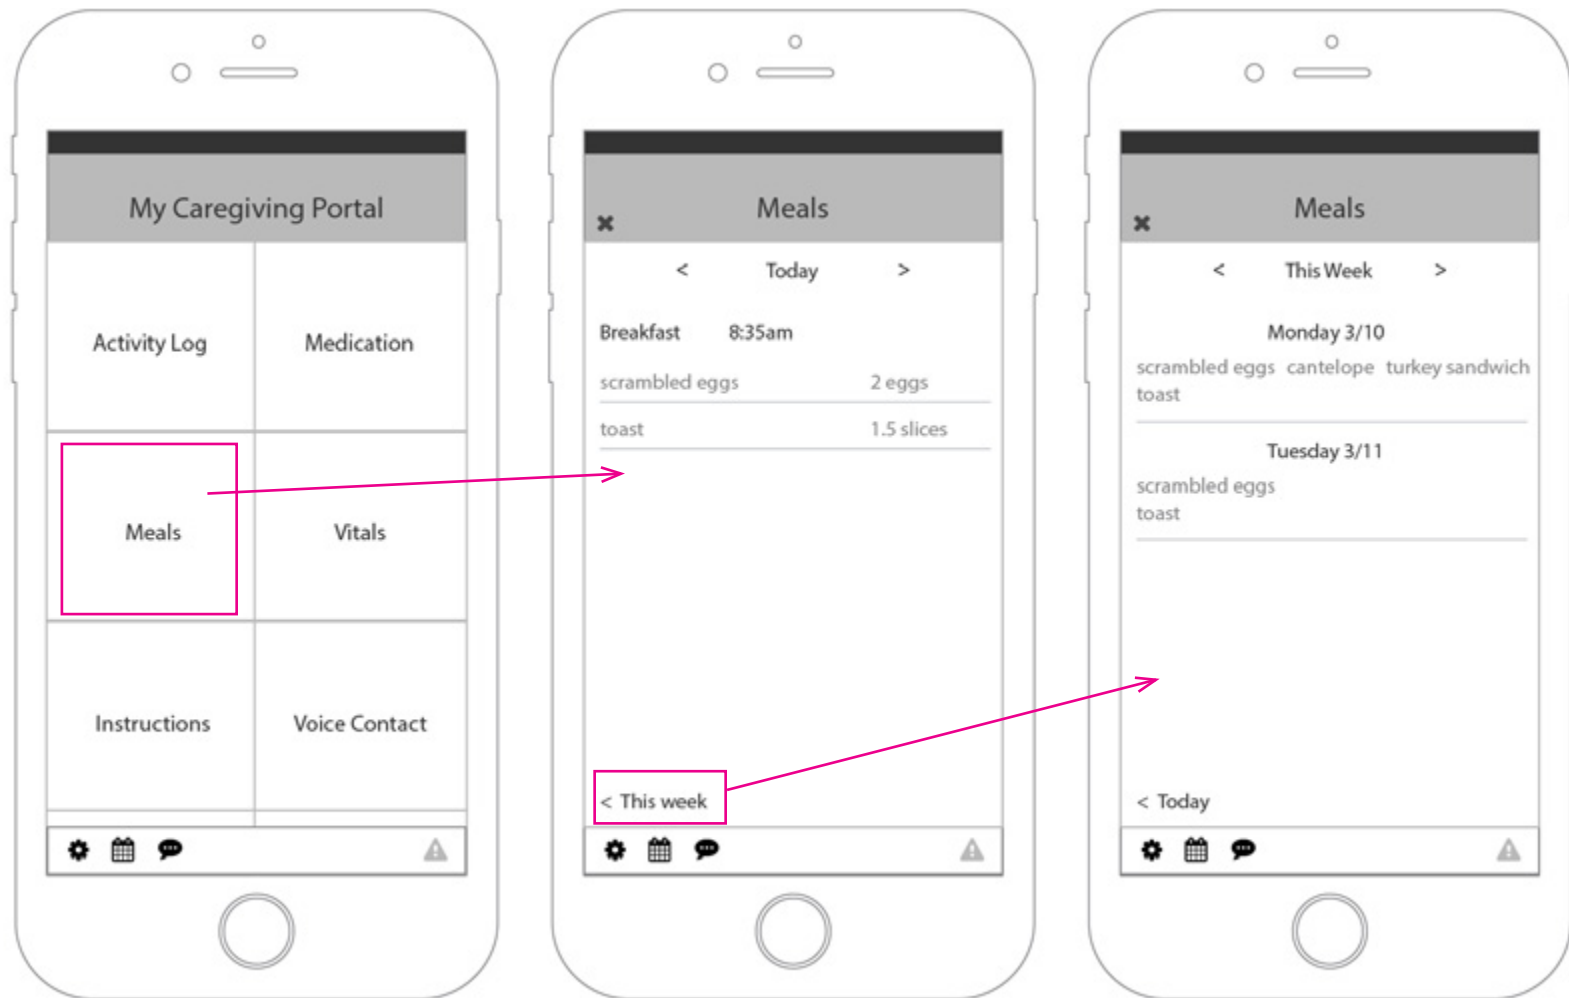 My Caregiving Portal
Activity Log
Medication
Meals
Vitals
Instructions
Voice Contact
Meals
< Today >
Breakfast 8:35am
scrambled eggs 2 eggs
toast 1.5 slices
< This week
Meals
< This Week >
Monday 3/10
scrambled eggs cantelope turkey sandwich
toast
Tuesday 3/11
scrambled eggs
toast
< Today